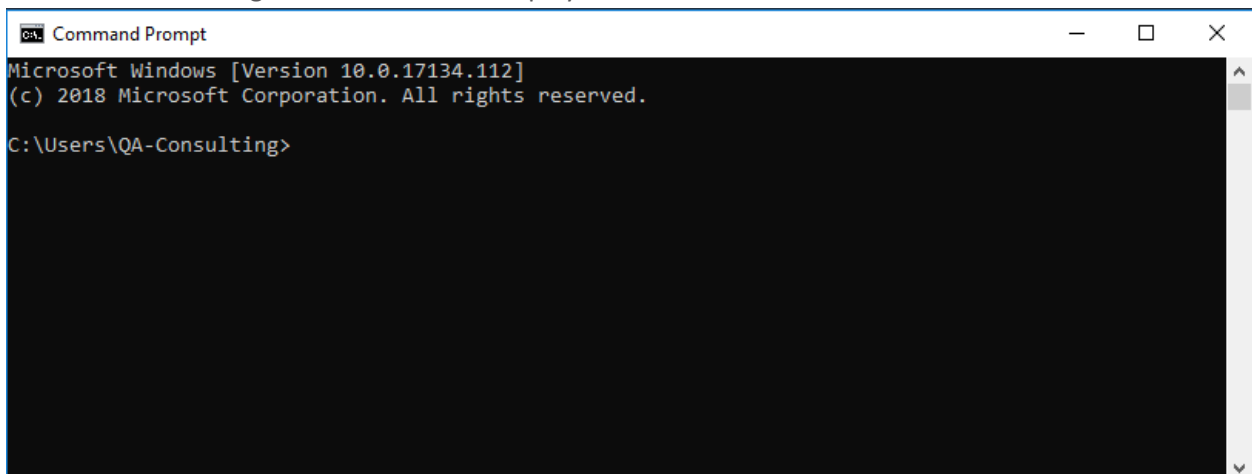 Command Prompt
Microsoft Windows [Version 10.0.17134.112]
(c) 2018 Microsoft Corporation. All rights reserved.
C:\Users\QA-Consulting>